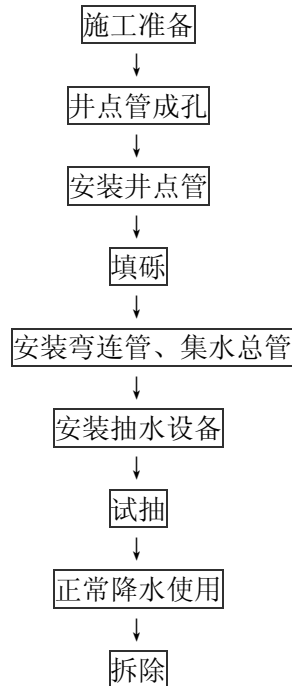 施工准备
井点管成孔
安装井点管
填砾
安装弯连管、集水总管
安装抽水设备
试抽
正常降水使用
拆除